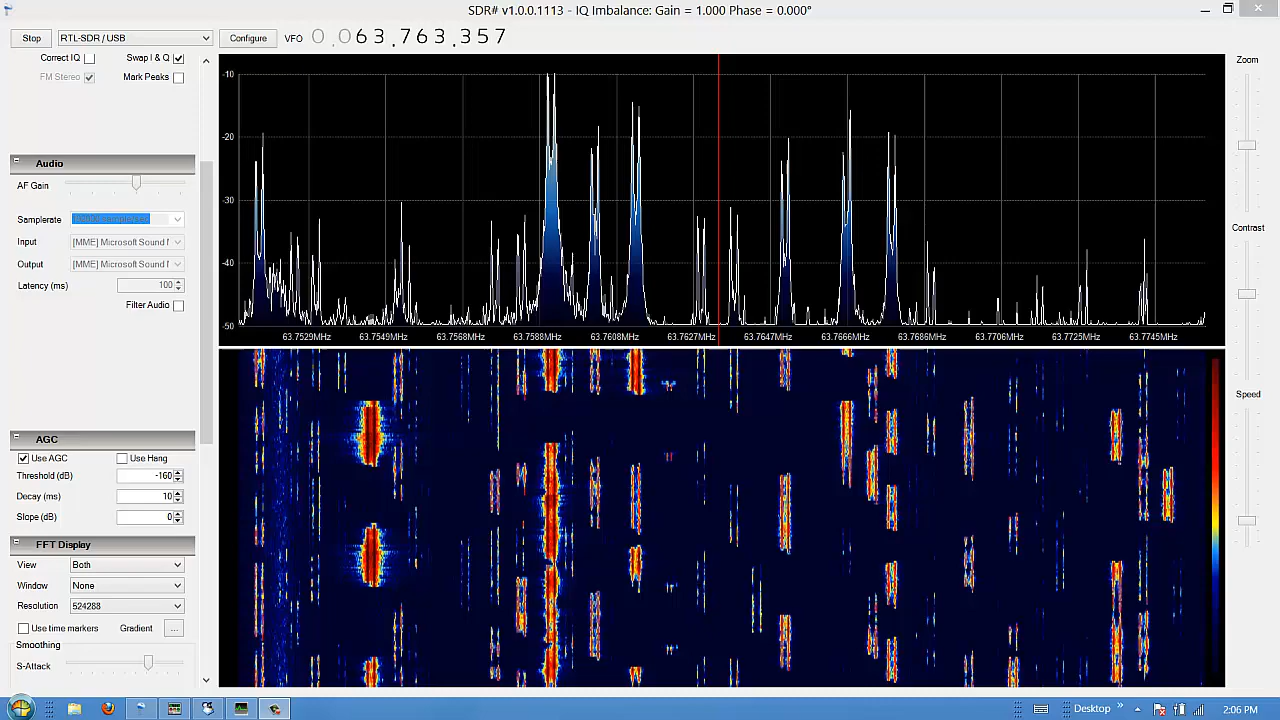 SDR# v1.0.0.1113 - IQ Imbalance: Gain = 1.000 Phase = 0.000°
Stop
RTL-SDR / USB
Configure
VFO
0.063.763.357
Correct IQ
Swap I & Q
FM Stereo
Mark Peaks
Audio
AF Gain
Samplerate
Input
[MME] Microsoft Sound
Output
[MME] Microsoft Sound
Latency (ms)
100
Filter Audio
AGC
Use AGC
Use Hang
Threshold (dB)
-160
Decay (ms)
10
Slope (dB)
0
FFT Display
View
Both
Window
None
Resolution
524288
Use time markers
Gradient
...
Smoothing
S-Attack
-10
-20
-30
-40
-50
63.7529MHz 63.7549MHz 63.7568MHz 63.7588MHz 63.7608MHz 63.7627MHz 63.7647MHz 63.7666MHz 63.7686MHz 63.7706MHz 63.7725MHz 63.7745MHz
Zoom
Contrast
Speed
Desktop
2:06 PM